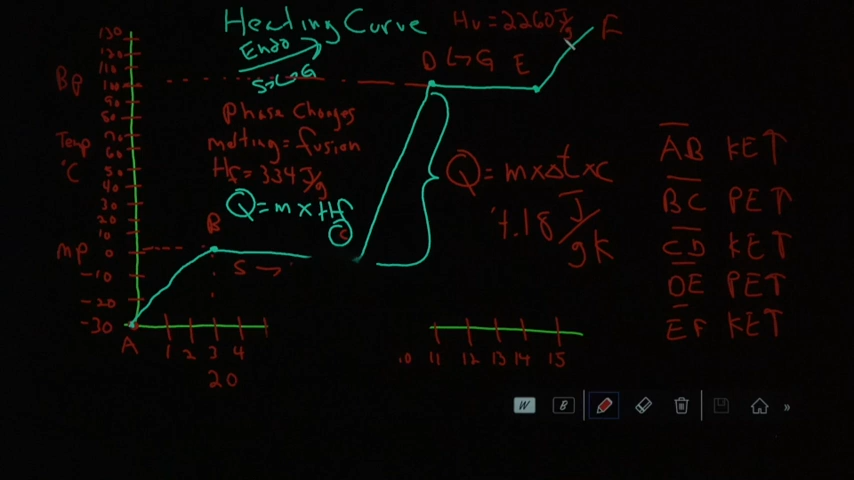 Heating Curve
Hv = 2260 J/g
F
Endo
S→L→G
D L→G E
130
120
110
Bp 100
90
80
Temp 70
°C 60
50
40
30
20
10
mp 0
-10
-20
-30
Phase Changes
melting = fusion
Hf = 334 J/g
Q = m x Hf
B
C
S →
A
1 2 3 4
20
Q = m x Δt x c
4.18 J/gK
10 11 12 13 14 15
AB KE↑
BC PE↑
CD KE↑
DE PE↑
EF KE↑
W B »